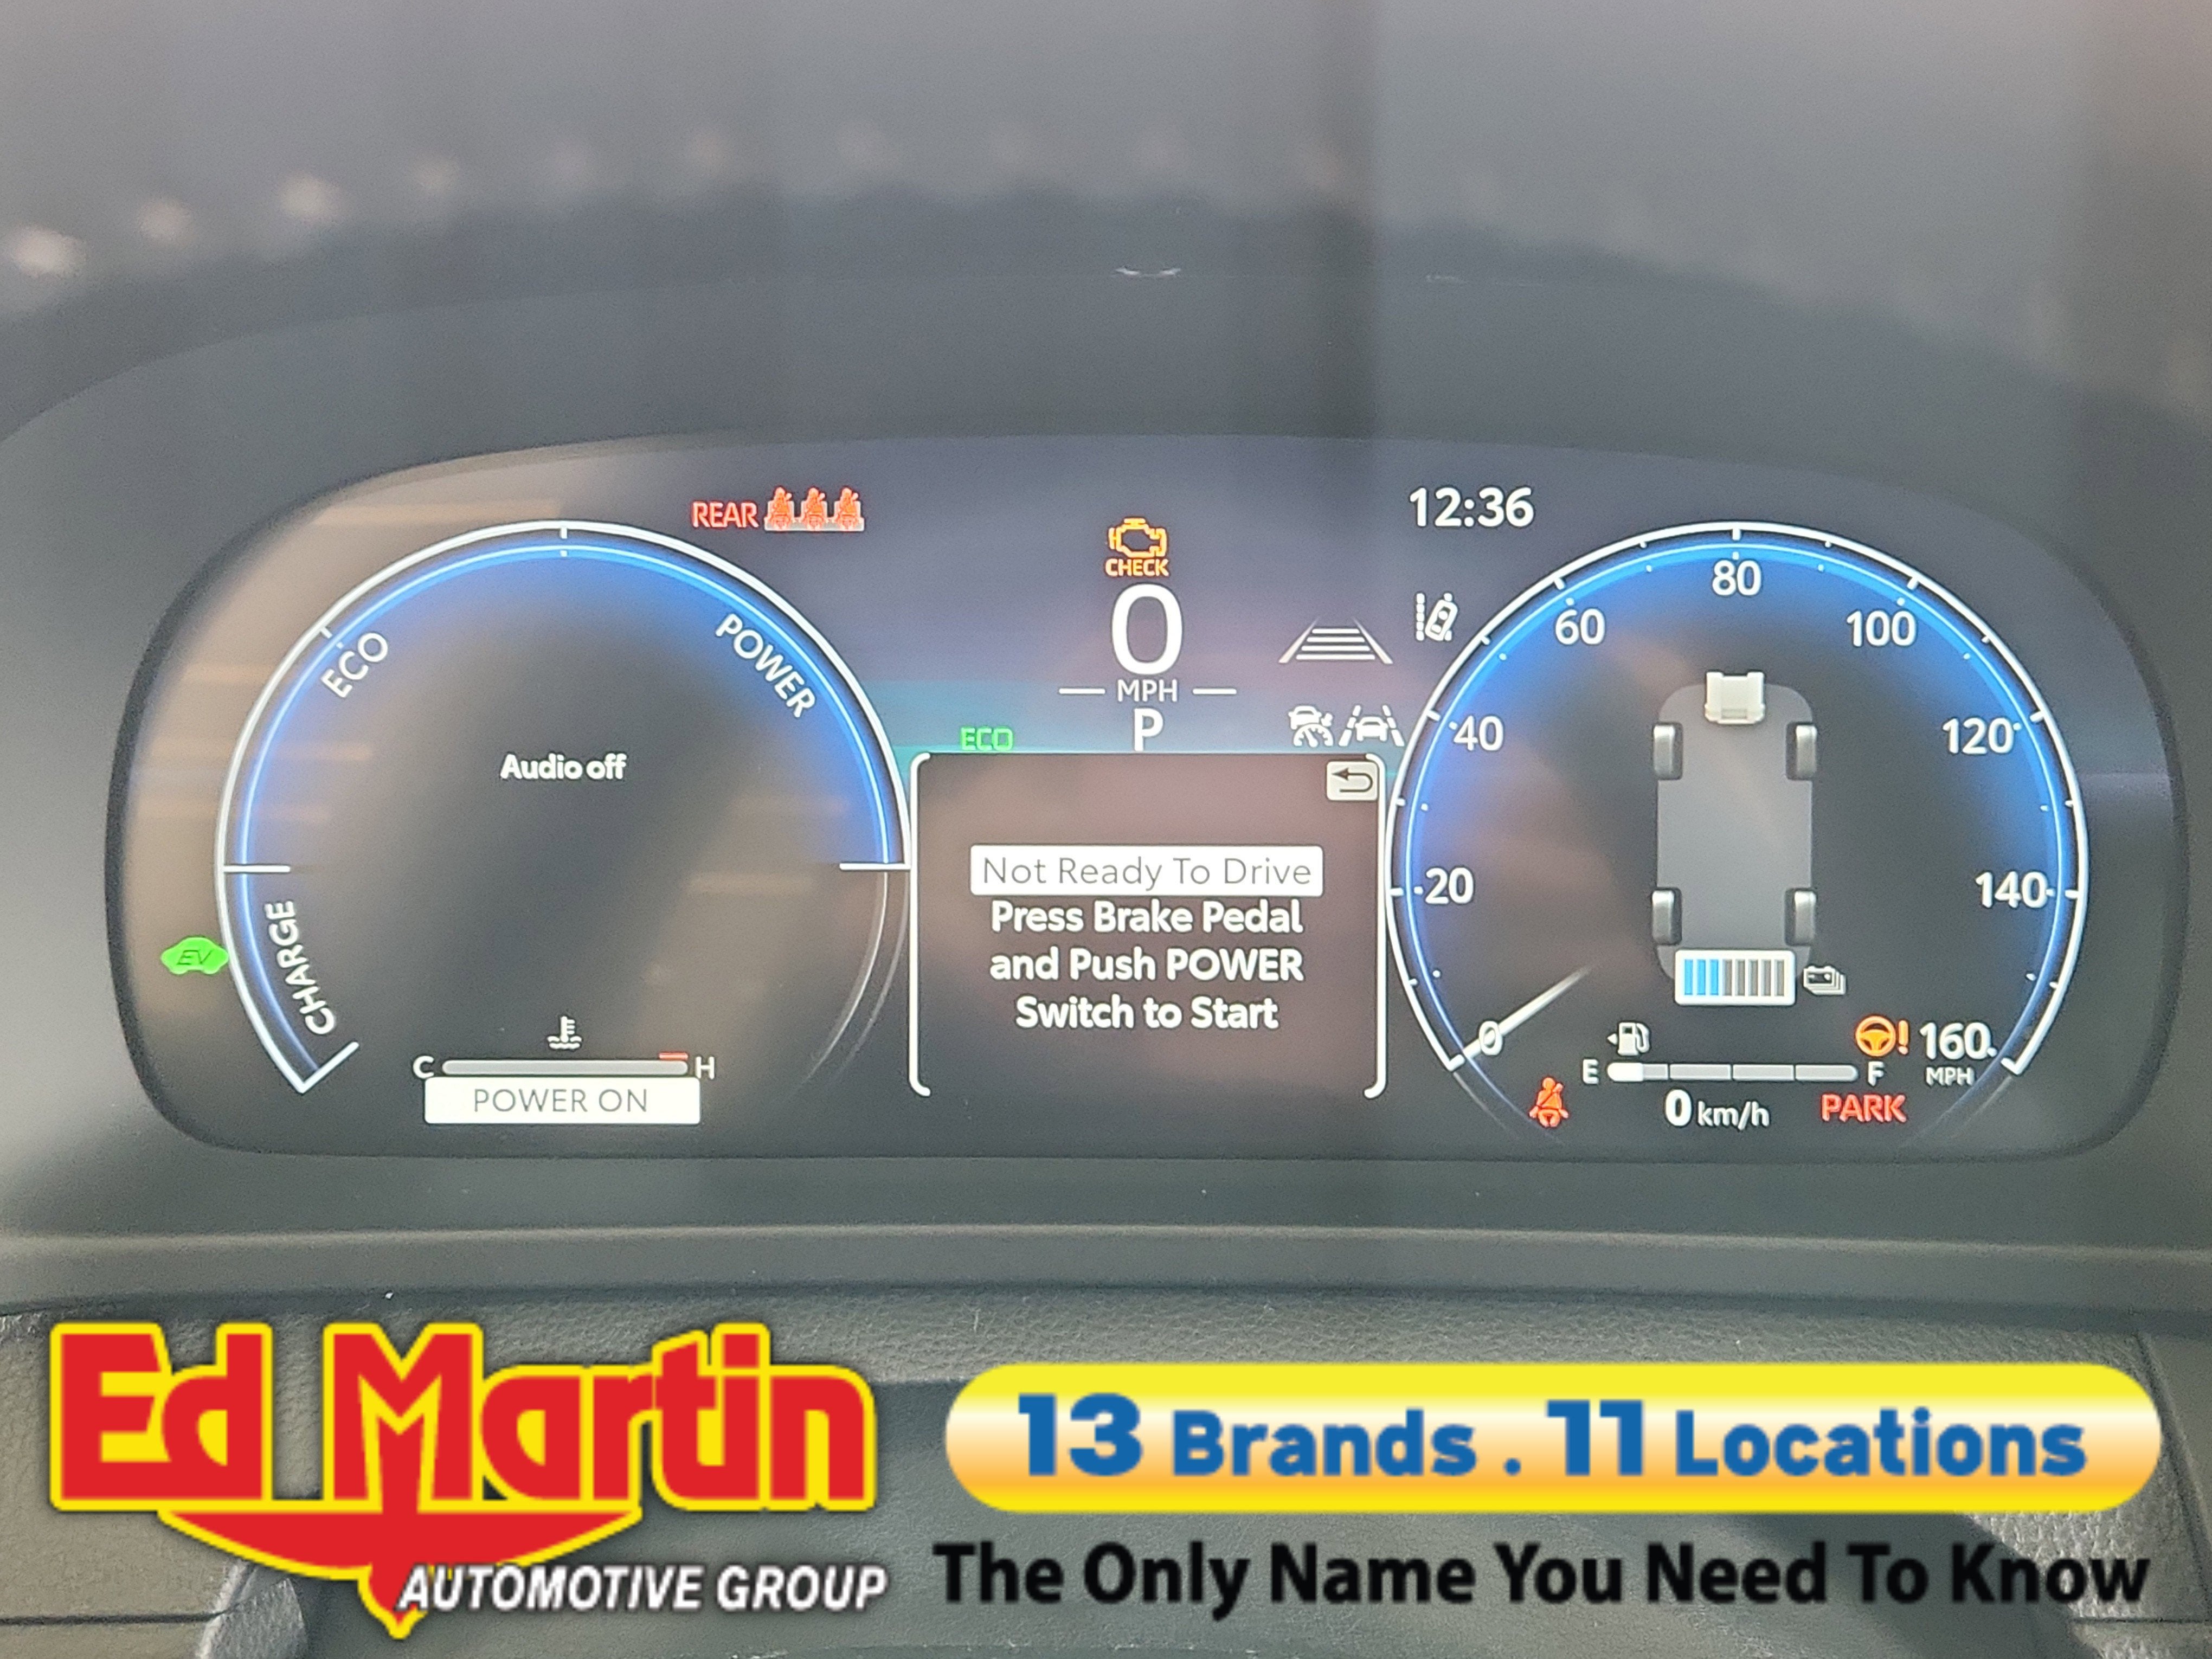 REAR
12:36
CHECK
0
MPH
P
ECO
ECO
POWER
CHARGE
Audio off
EV
C
H
POWER ON
Not Ready To Drive
Press Brake Pedal
and Push POWER
Switch to Start
0
20
40
60
80
100
120
140
160
MPH
E
F
0 km/h
PARK
Ed Martin
AUTOMOTIVE GROUP
13 Brands . 11 Locations
The Only Name You Need To Know